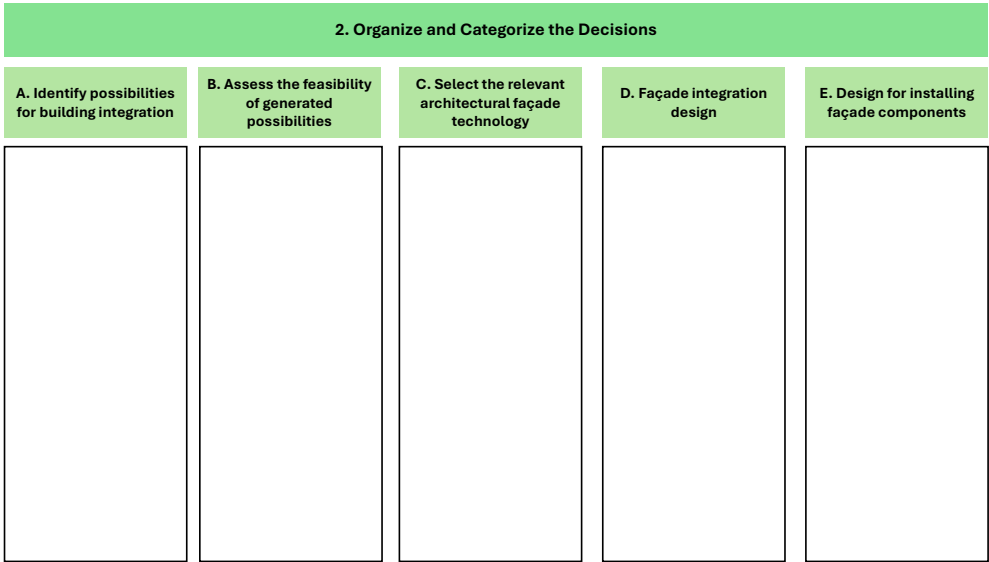 2. Organize and Categorize the Decisions
A. Identify possibilities
for building integration
B. Assess the feasibility
of generated
possibilities
C. Select the relevant
architectural façade
technology
D. Façade integration
design
E. Design for installing
façade components